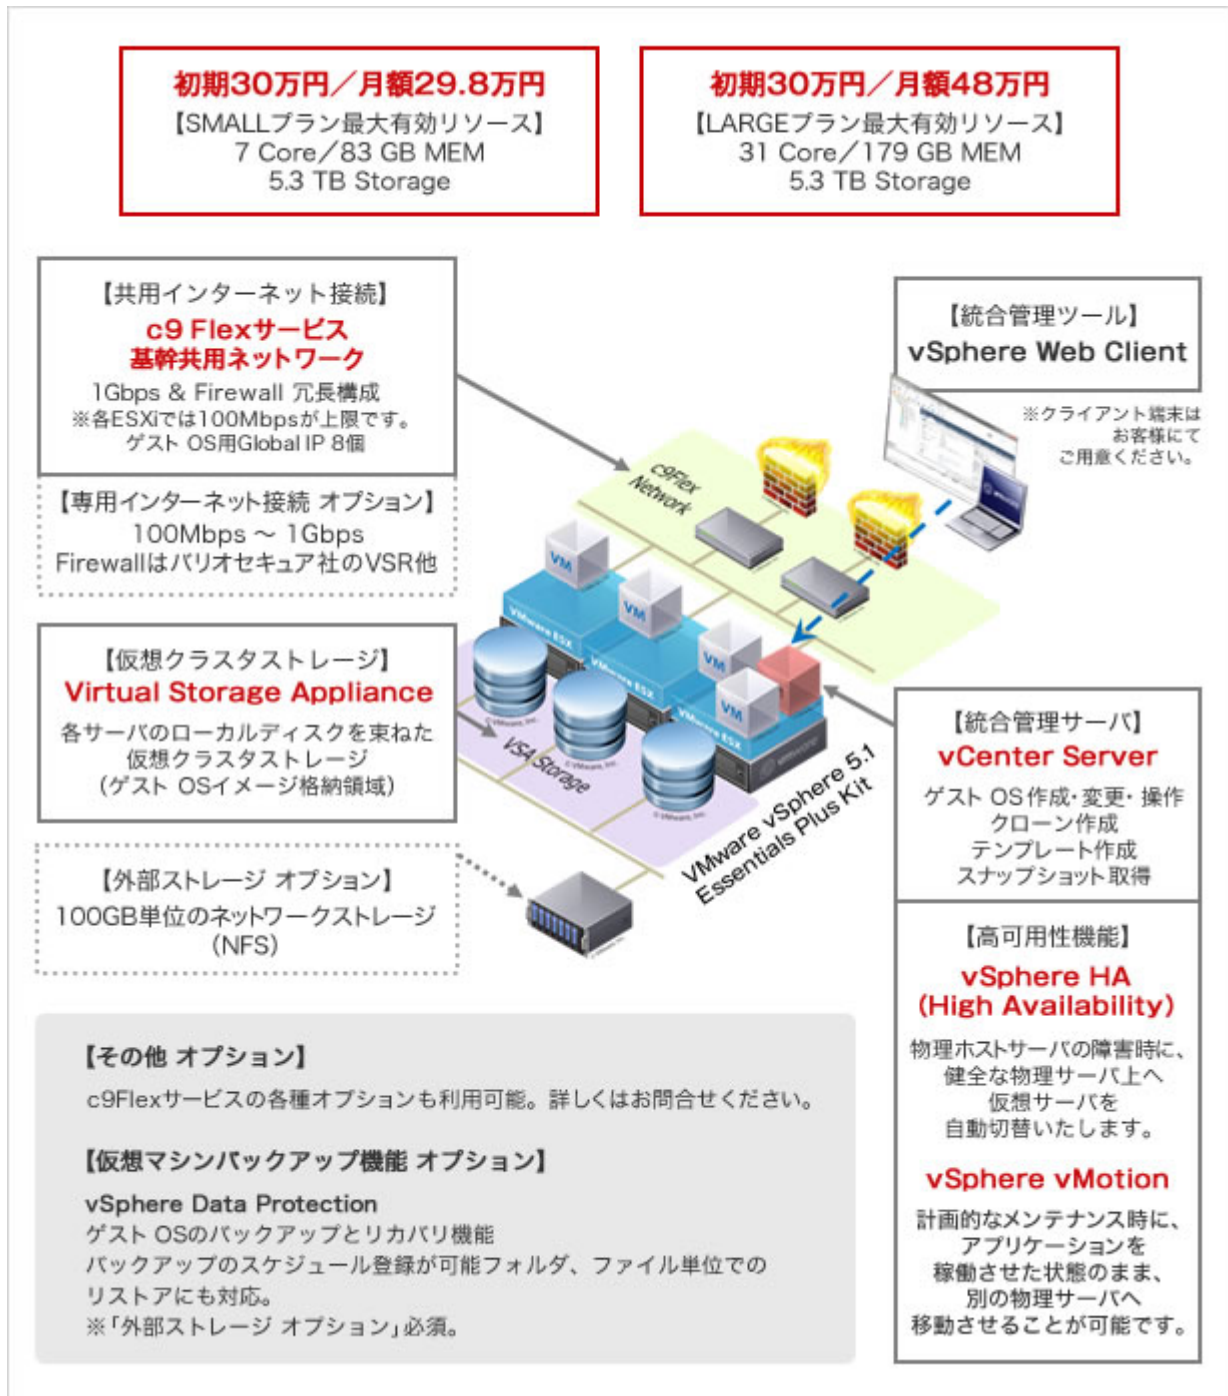 初期30万円／月額29.8万円
【SMALLプラン最大有効リソース】
7 Core／83 GB MEM
5.3 TB Storage
初期30万円／月額48万円
【LARGEプラン最大有効リソース】
31 Core／179 GB MEM
5.3 TB Storage
【共用インターネット接続】
c9 Flexサービス
基幹共用ネットワーク
1Gbps & Firewall 冗長構成
※各ESXiでは100Mbpsが上限です。
ゲスト OS用Global IP 8個
【専用インターネット接続 オプション】
100Mbps ～ 1Gbps
Firewallはバリオセキュア社のVSR他
【統合管理ツール】
vSphere Web Client
※クライアント端末は
お客様にて
ご用意ください。
c9Flex
Network
VM
VM
VM
VM
VMware ESX
VMware ESX
VMware ESX
VSA Storage
VMware vSphere 5.1
Essentials Plus Kit
【仮想クラスタストレージ】
Virtual Storage Appliance
各サーバのローカルディスクを束ねた
仮想クラスタストレージ
（ゲスト OSイメージ格納領域）
【外部ストレージ オプション】
100GB単位のネットワークストレージ
（NFS）
【統合管理サーバ】
vCenter Server
ゲスト OS作成・変更・操作
クローン作成
テンプレート作成
スナップショット取得
【高可用性機能】
vSphere HA
（High Availability）
物理ホストサーバの障害時に、
健全な物理サーバ上へ
仮想サーバを
自動切替いたします。
vSphere vMotion
計画的なメンテナンス時に、
アプリケーションを
稼働させた状態のまま、
別の物理サーバへ
移動させることが可能です。
【その他 オプション】
c9Flexサービスの各種オプションも利用可能。詳しくはお問合せください。
【仮想マシンバックアップ機能 オプション】
vSphere Data Protection
ゲスト OSのバックアップとリカバリ機能
バックアップのスケジュール登録が可能フォルダ、ファイル単位での
リストアにも対応。
※「外部ストレージ オプション」必須。